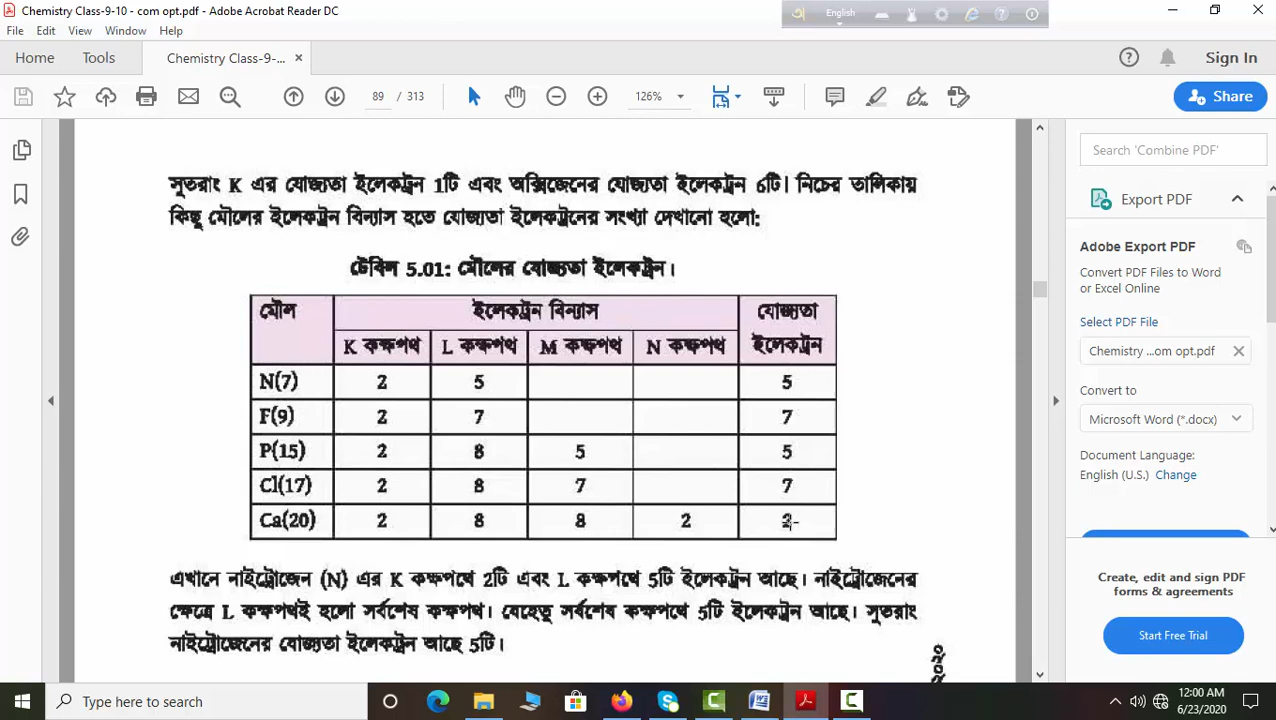 Chemistry Class-9-10 - com opt.pdf - Adobe Acrobat Reader DC
English
File Edit View Window Help
Home Tools Chemistry Class-9-... × Sign In
89 / 313 126% Share
সুতরাং K এর যোজ্যতা ইলেকট্রন 1টি এবং অক্সিজেনের যোজ্যতা ইলেকট্রন 6টি। নিচের তালিকায়
কিছু মৌলের ইলেকট্রন বিন্যাস হতে যোজ্যতা ইলেকট্রনের সংখ্যা দেখানো হলো:
টেবিল 5.01: মৌলের যোজ্যতা ইলেকট্রন।
মৌল ইলেকট্রন বিন্যাস যোজ্যতা ইলেকট্রন
K কক্ষপথ L কক্ষপথ M কক্ষপথ N কক্ষপথ
N(7) 2 5 5
F(9) 2 7 7
P(15) 2 8 5 5
Cl(17) 2 8 7 7
Ca(20) 2 8 8 2 2
এখানে নাইট্রোজেন (N) এর K কক্ষপথে 2টি এবং L কক্ষপথে 5টি ইলেকট্রন আছে। নাইট্রোজেনের
ক্ষেত্রে L কক্ষপথই হলো সর্বশেষ কক্ষপথ। যেহেতু সর্বশেষ কক্ষপথে 5টি ইলেকট্রন আছে। সুতরাং
নাইট্রোজেনের যোজ্যতা ইলেকট্রন আছে 5টি।
২০২০
Search 'Combine PDF'
Export PDF
Adobe Export PDF
Convert PDF Files to Word
or Excel Online
Select PDF File
Chemistry ...om opt.pdf ×
Convert to
Microsoft Word (*.docx)
Document Language:
English (U.S.) Change
Create, edit and sign PDF
forms & agreements
Start Free Trial
Type here to search
12:00 AM
6/23/2020